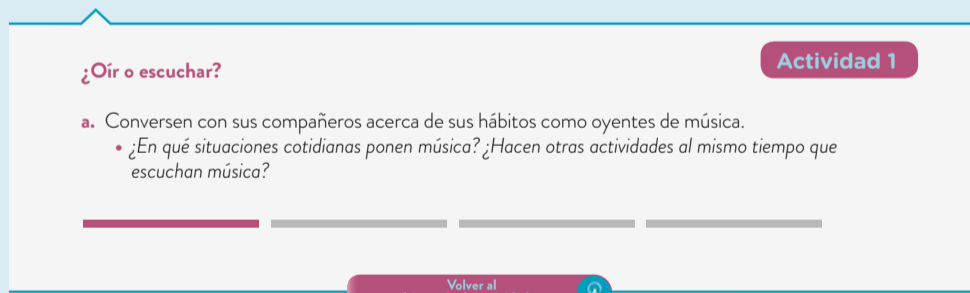 Actividad 1
¿Oír o escuchar?
a. Conversen con sus compañeros acerca de sus hábitos como oyentes de música.
• ¿En qué situaciones cotidianas ponen música? ¿Hacen otras actividades al mismo tiempo que
escuchan música?
Volver al